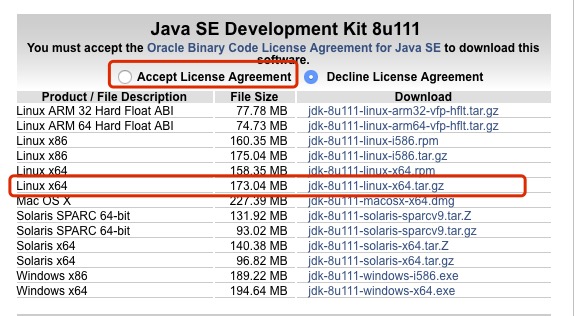 Java SE Development Kit 8u111
You must accept the Oracle Binary Code License Agreement for Java SE to download this
software.
Accept License Agreement Decline License Agreement
Product / File Description File Size Download
Linux ARM 32 Hard Float ABI 77.78 MB jdk-8u111-linux-arm32-vfp-hflt.tar.gz
Linux ARM 64 Hard Float ABI 74.73 MB jdk-8u111-linux-arm64-vfp-hflt.tar.gz
Linux x86 160.35 MB jdk-8u111-linux-i586.rpm
Linux x86 175.04 MB jdk-8u111-linux-i586.tar.gz
Linux x64 158.35 MB jdk-8u111-linux-x64.rpm
Linux x64 173.04 MB jdk-8u111-linux-x64.tar.gz
Mac OS X 227.39 MB jdk-8u111-macosx-x64.dmg
Solaris SPARC 64-bit 131.92 MB jdk-8u111-solaris-sparcv9.tar.Z
Solaris SPARC 64-bit 93.02 MB jdk-8u111-solaris-sparcv9.tar.gz
Solaris x64 140.38 MB jdk-8u111-solaris-x64.tar.Z
Solaris x64 96.82 MB jdk-8u111-solaris-x64.tar.gz
Windows x86 189.22 MB jdk-8u111-windows-i586.exe
Windows x64 194.64 MB jdk-8u111-windows-x64.exe